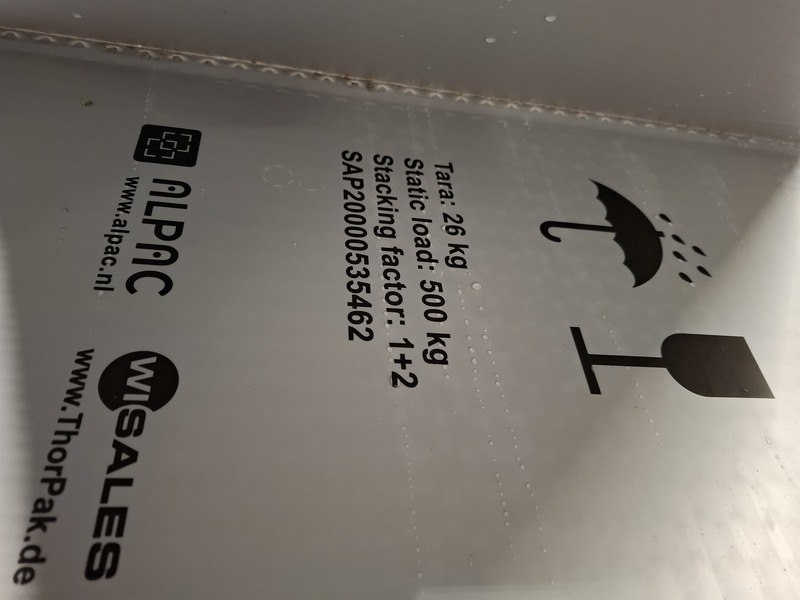 Tara: 26 kg
Static load: 500 kg
Stacking factor: 1+2
SAP20000535462
ALPAC
www.alpac.nl
WISALES
www.ThorPak.de